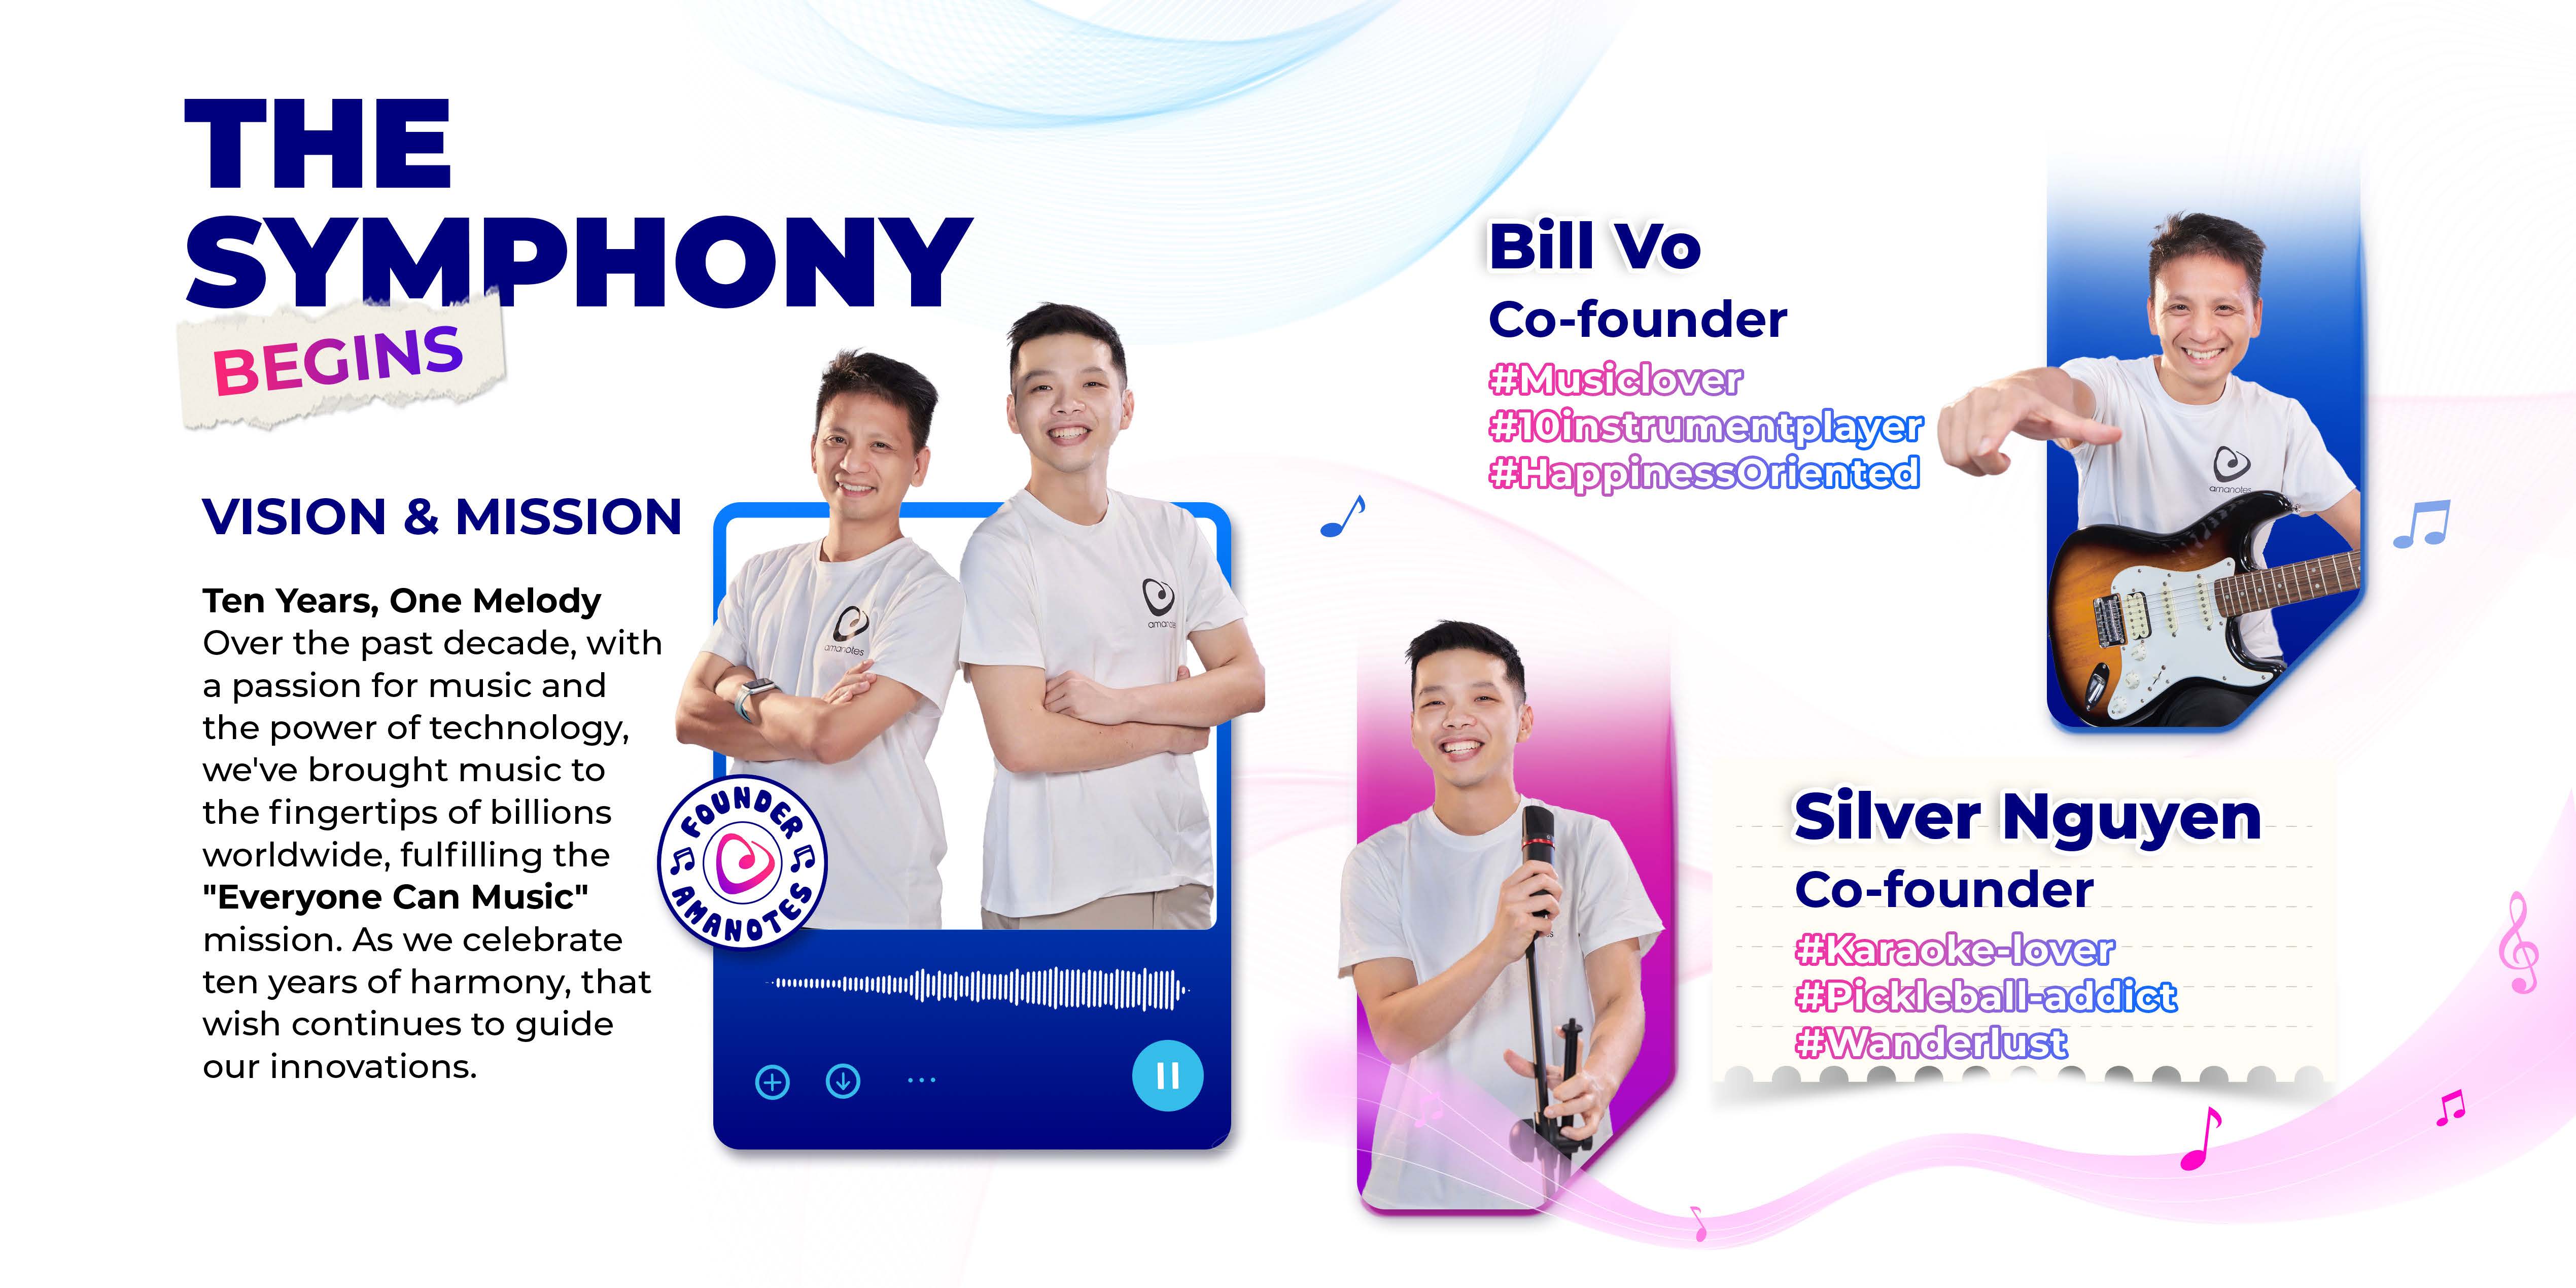 THE
SYMPHONY
BEGINS
VISION & MISSION
Ten Years, One Melody
Over the past decade, with
a passion for music and
the power of technology,
we've brought music to
the fingertips of billions
worldwide, fulfilling the
"Everyone Can Music"
mission. As we celebrate
ten years of harmony, that
wish continues to guide
our innovations.
amanotes
amano
FOUNDER
AMANOTES
Bill Vo
Co-founder
#Musiclover
#10instrumentplayer
#HappinessOriented
amanotes
Silver Nguyen
Co-founder
#Karaoke-lover
#Pickleball-addict
#Wanderlust